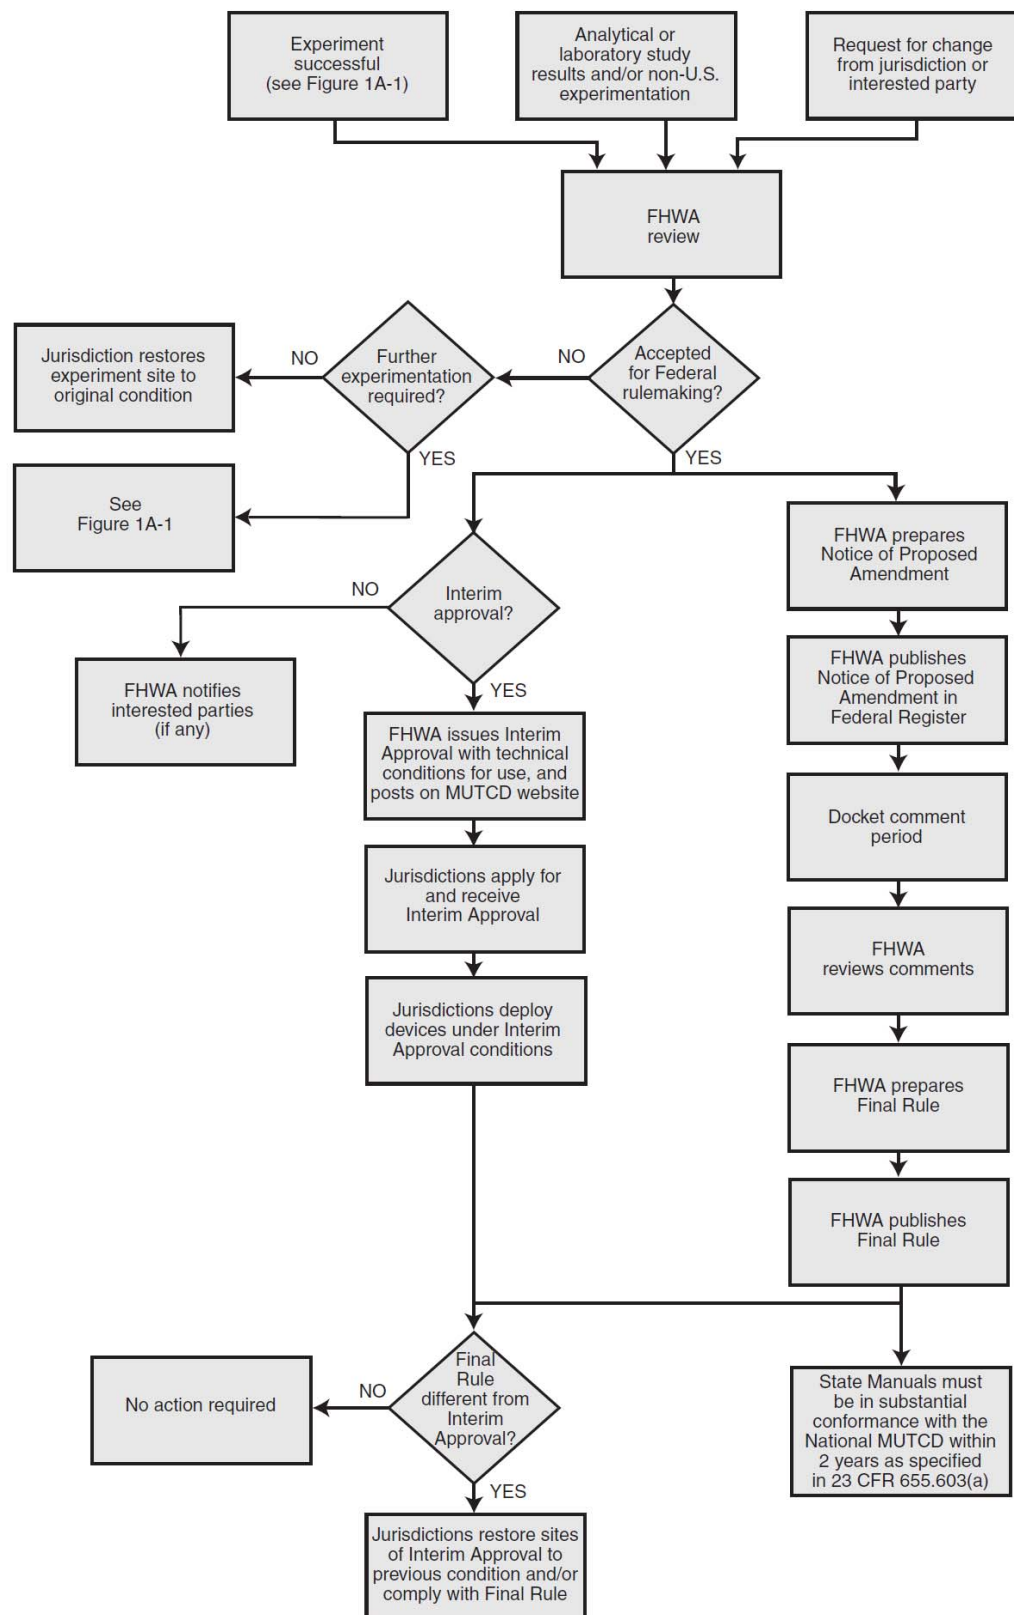 Experiment
successful
(see Figure 1A-1)
Analytical or
laboratory study
results and/or non-U.S.
experimentation
Request for change
from jurisdiction or
interested party
FHWA
review
Accepted
for Federal
rulemaking?
NO
Further
experimentation
required?
NO
Jurisdiction restores
experiment site to
original condition
YES
See
Figure 1A-1
YES
Interim
approval?
NO
FHWA notifies
interested parties
(if any)
YES
FHWA issues Interim
Approval with technical
conditions for use, and
posts on MUTCD website
Jurisdictions apply for
and receive
Interim Approval
Jurisdictions deploy
devices under Interim
Approval conditions
FHWA prepares
Notice of Proposed
Amendment
FHWA publishes
Notice of Proposed
Amendment in
Federal Register
Docket comment
period
FHWA
reviews comments
FHWA prepares
Final Rule
FHWA publishes
Final Rule
Final
Rule
different from
Interim
Approval?
NO
No action required
YES
Jurisdictions restore sites
of Interim Approval to
previous condition and/or
comply with Final Rule
State Manuals must
be in substantial
conformance with the
National MUTCD within
2 years as specified
in 23 CFR 655.603(a)